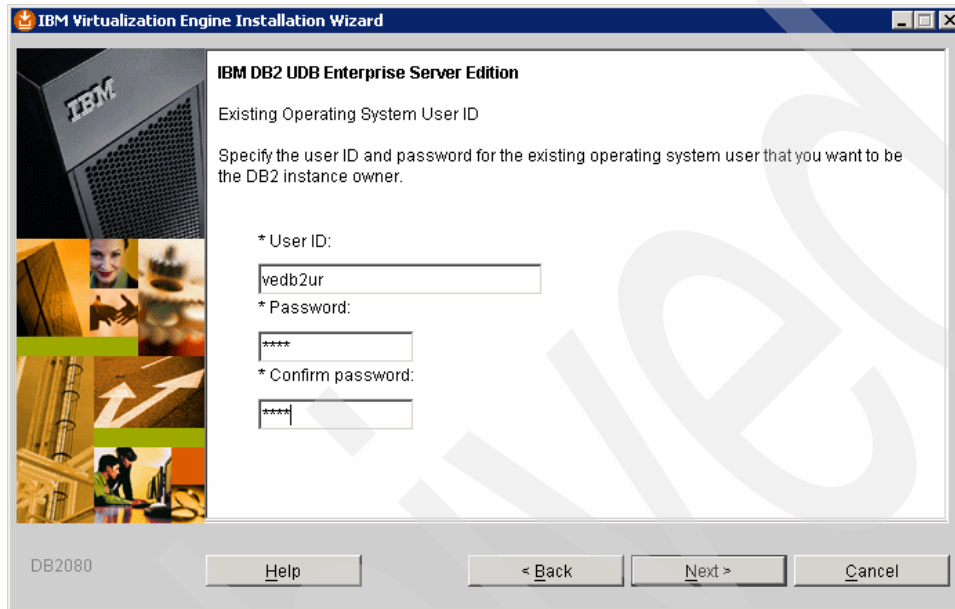 IBM Virtualization Engine Installation Wizard
IBM
IBM DB2 UDB Enterprise Server Edition
Existing Operating System User ID
Specify the user ID and password for the existing operating system user that you want to be
the DB2 instance owner.
* User ID:
vedb2ur
* Password:
****
* Confirm password:
****
DB2080
Help
< Back
Next >
Cancel